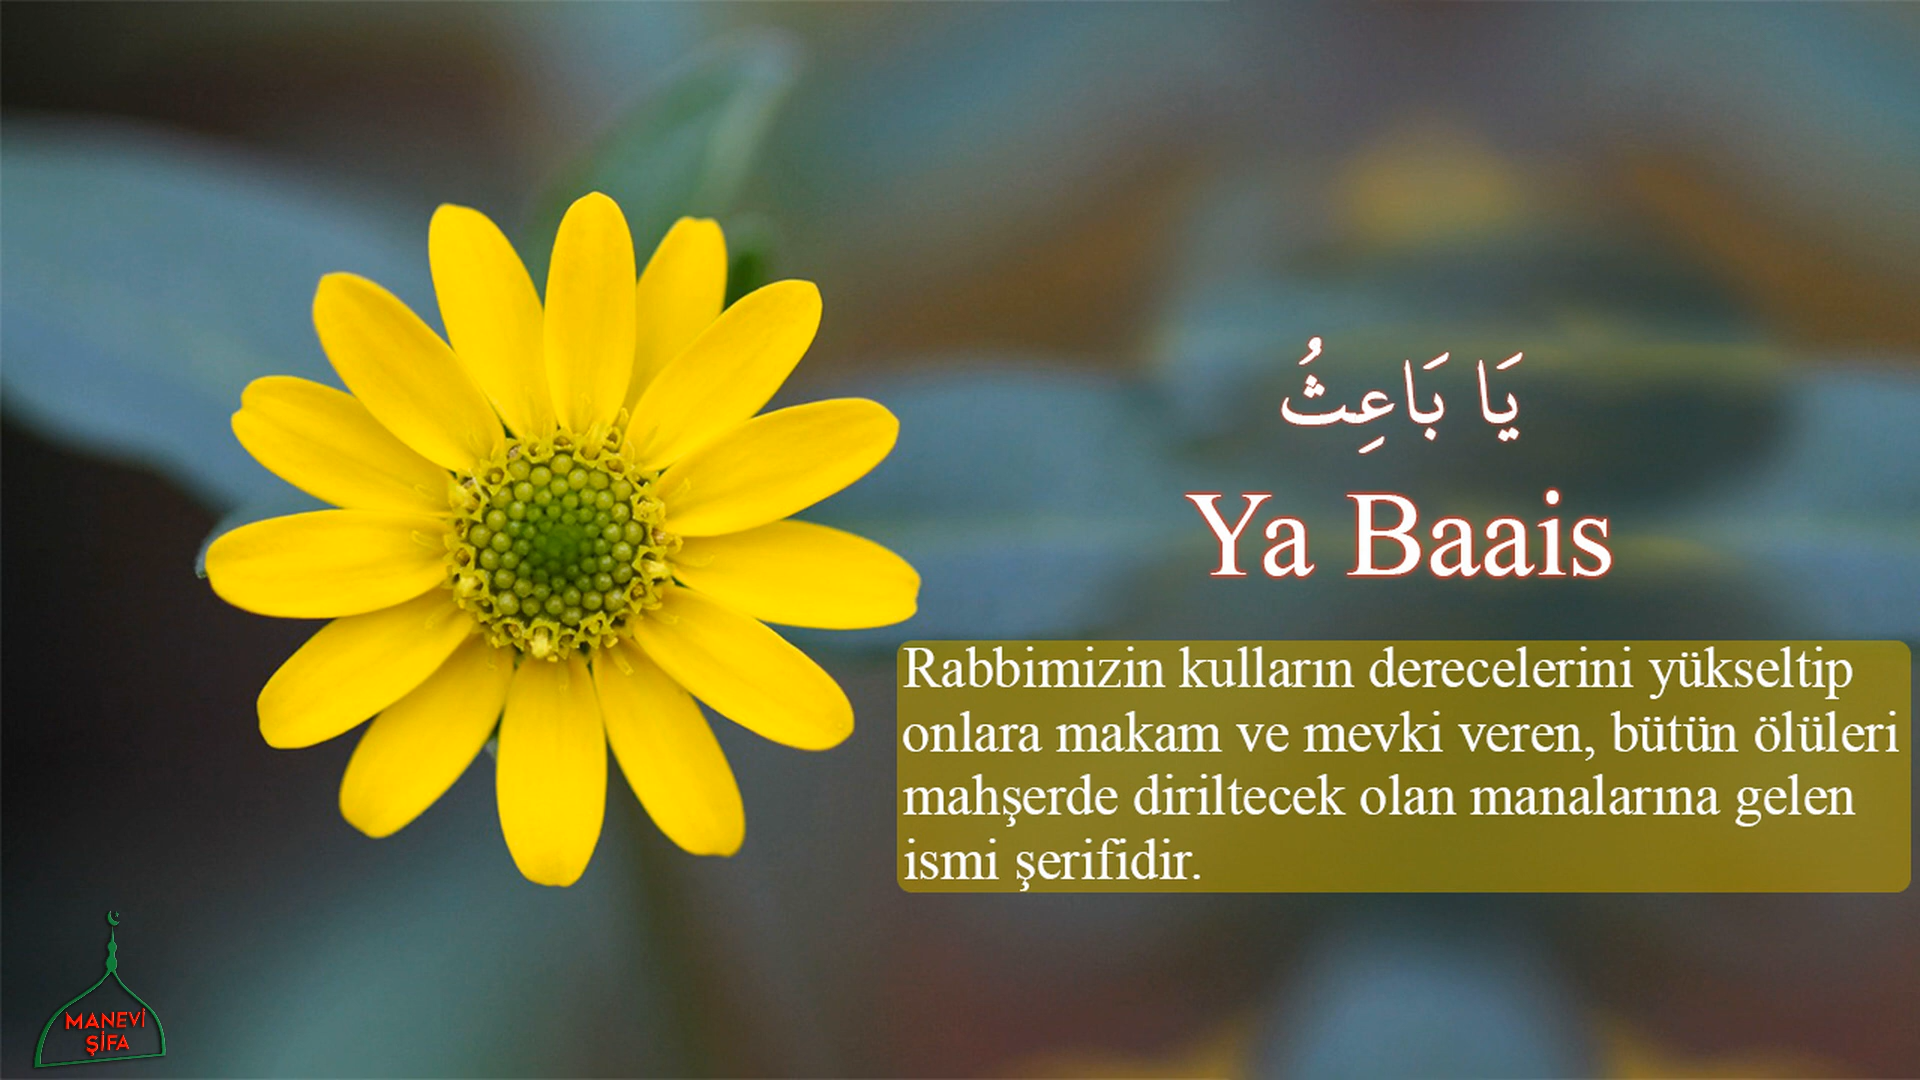 يَا بَاعِثُ
Ya Baais
Rabbimizin kulların derecelerini yükseltip
onlara makam ve mevki veren, bütün ölüleri
mahşerde diriltecek olan manalarına gelen
ismi şerifidir.
MANEVİ
ŞİFA